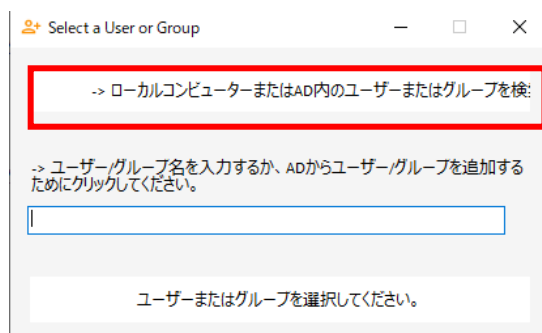 Select a User or Group
-> ローカルコンピューターまたはAD内のユーザーまたはグループを検
-> ユーザー/グループ名を入力するか、ADからユーザー/グループを追加する
ためにクリックしてください。
ユーザーまたはグループを選択してください。